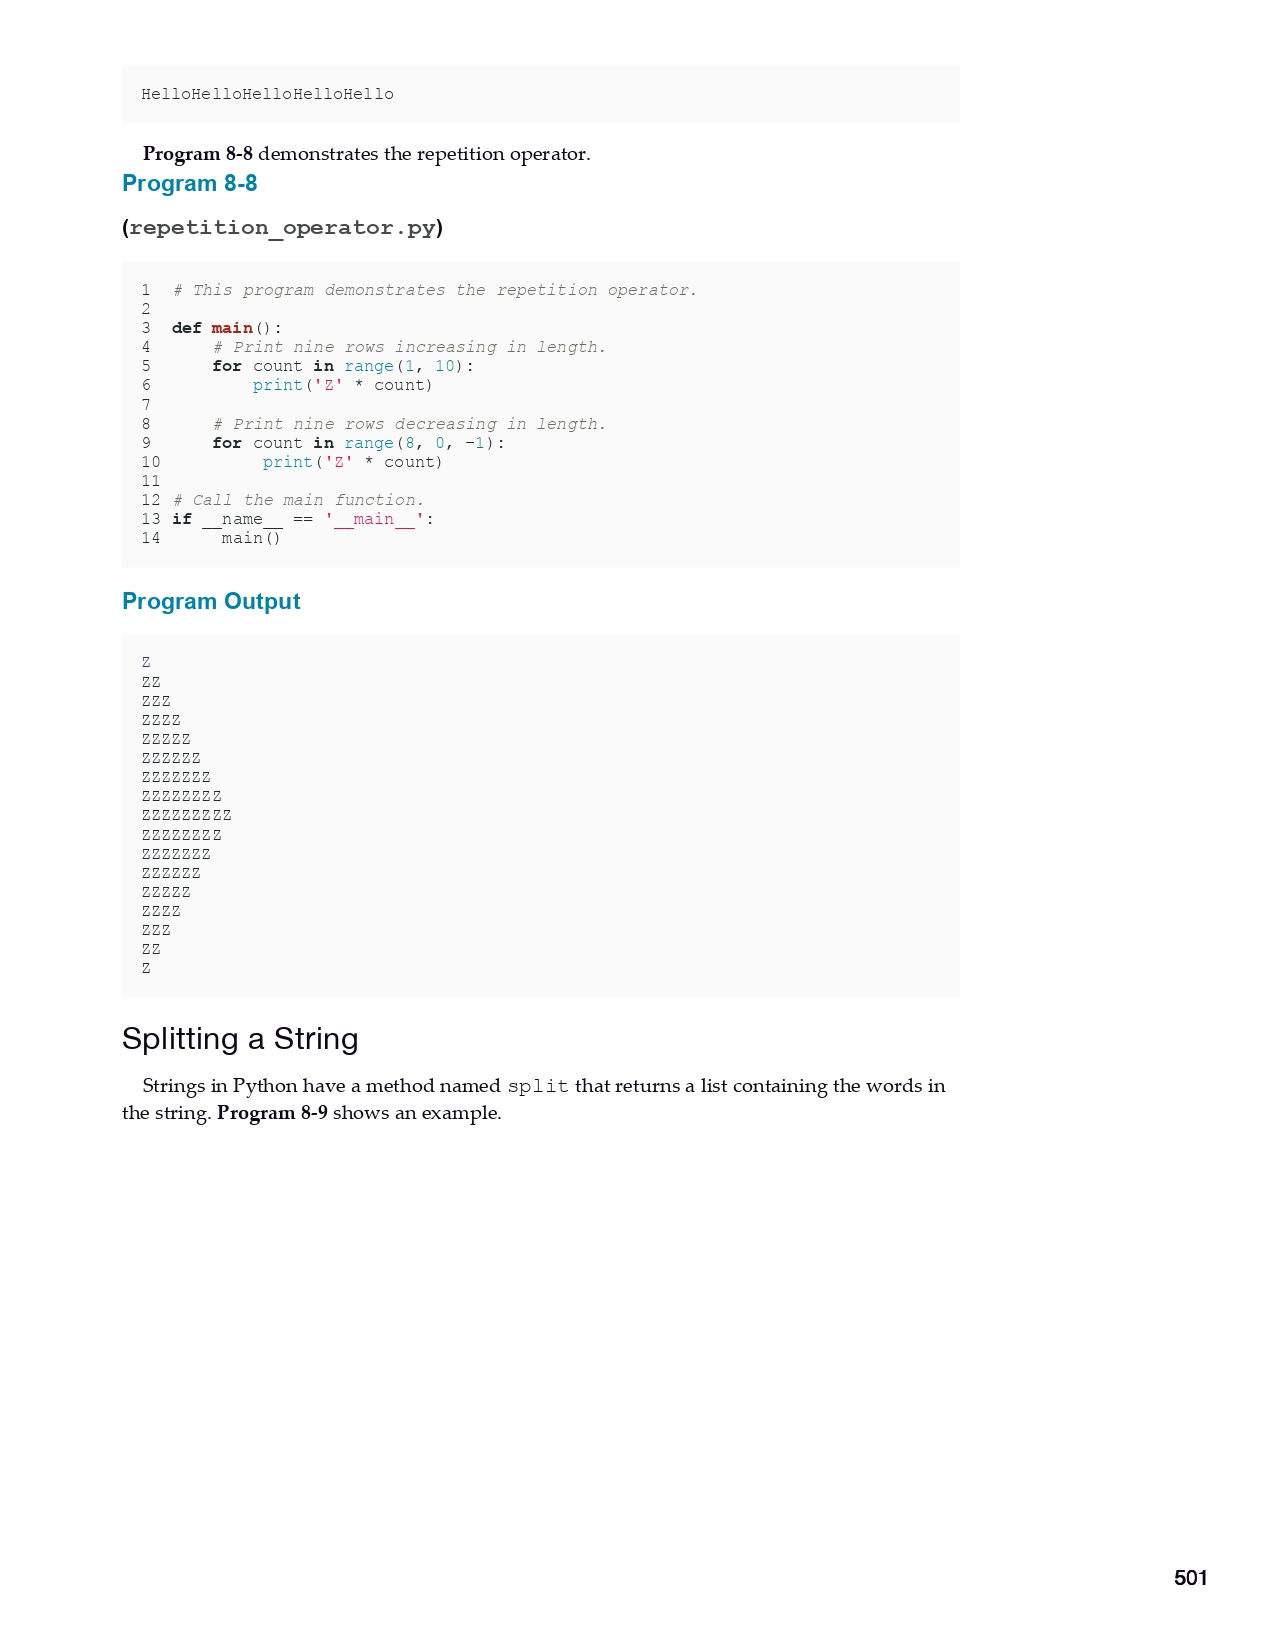 HelloHelloHelloHelloHello
Program 8-8 demonstrates the repetition operator.
Program 8-8
(repetition_operator.py)
1  # This program demonstrates the repetition operator.
2
3  def main():
4      # Print nine rows increasing in length.
5      for count in range(1, 10):
6          print('Z' * count)
7
8      # Print nine rows decreasing in length.
9      for count in range(8, 0, −1):
10          print('Z' * count)
11
12 # Call the main function.
13 if __name__ == '__main__':
14      main()
Program Output
Z
ZZ
ZZZ
ZZZZ
ZZZZZ
ZZZZZZ
ZZZZZZZ
ZZZZZZZZ
ZZZZZZZZZ
ZZZZZZZZ
ZZZZZZZ
ZZZZZZ
ZZZZZ
ZZZZ
ZZZ
ZZ
Z
Splitting a String
Strings in Python have a method named split that returns a list containing the words in
the string. Program 8-9 shows an example.
501